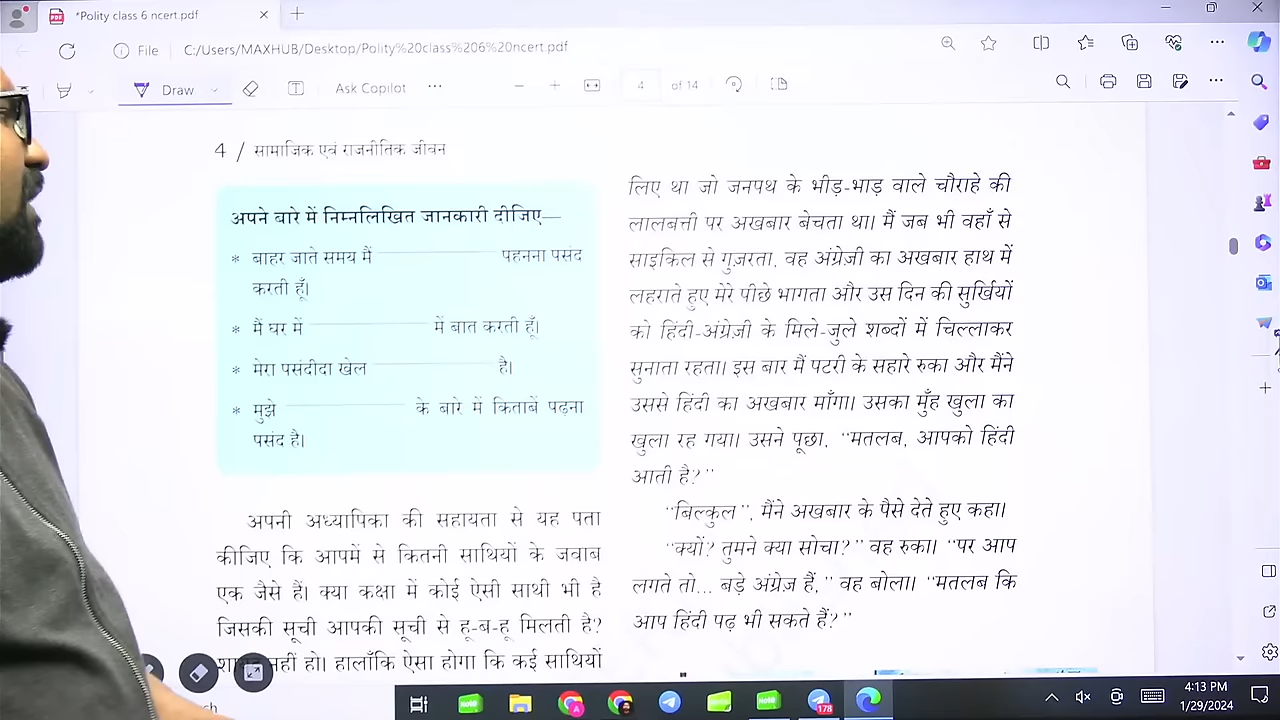 *Polity class 6 ncert.pdf
File
C:/Users/MAXHUB/Desktop/Polity%20class%206%20ncert.pdf
Draw
Ask Copilot
4 of 14
4 / सामाजिक एवं राजनीतिक जीवन
अपने बारे में निम्नलिखित जानकारी दीजिए—
* बाहर जाते समय मैं ____________ पहनना पसंद
करती हूँ।
* मैं घर में ____________ में बात करती हूँ।
* मेरा पसंदीदा खेल ____________ है।
* मुझे ____________ के बारे में किताबें पढ़ना
पसंद है।
अपनी अध्यापिका की सहायता से यह पता
कीजिए कि आपमें से कितनी साथियों के जवाब
एक जैसे हैं। क्या कक्षा में कोई ऐसी साथी भी है
जिसकी सूची आपकी सूची से हू-ब-हू मिलती है?
नहीं हो। हालाँकि ऐसा होगा कि कई साथियों
लिए था जो जनपथ के भीड़-भाड़ वाले चौराहे की
लालबत्ती पर अखबार बेचता था। मैं जब भी वहाँ से
साइकिल से गुज़रता, वह अंग्रेज़ी का अखबार हाथ में
लहराते हुए मेरे पीछे भागता और उस दिन की सुर्खियों
को हिंदी-अंग्रेज़ी के मिले-जुले शब्दों में चिल्लाकर
सुनाता रहता। इस बार मैं पटरी के सहारे रुका और मैंने
उससे हिंदी का अखबार माँगा। उसका मुँह खुला का
खुला रह गया। उसने पूछा, "मतलब, आपको हिंदी
आती है?"
"बिल्कुल", मैंने अखबार के पैसे देते हुए कहा।
"क्यों? तुमने क्या सोचा?" वह रुका। "पर आप
लगते तो... बड़े अंग्रेज़ हैं," वह बोला। "मतलब कि
आप हिंदी पढ़ भी सकते हैं?"
178
4:13 PM
1/29/2024